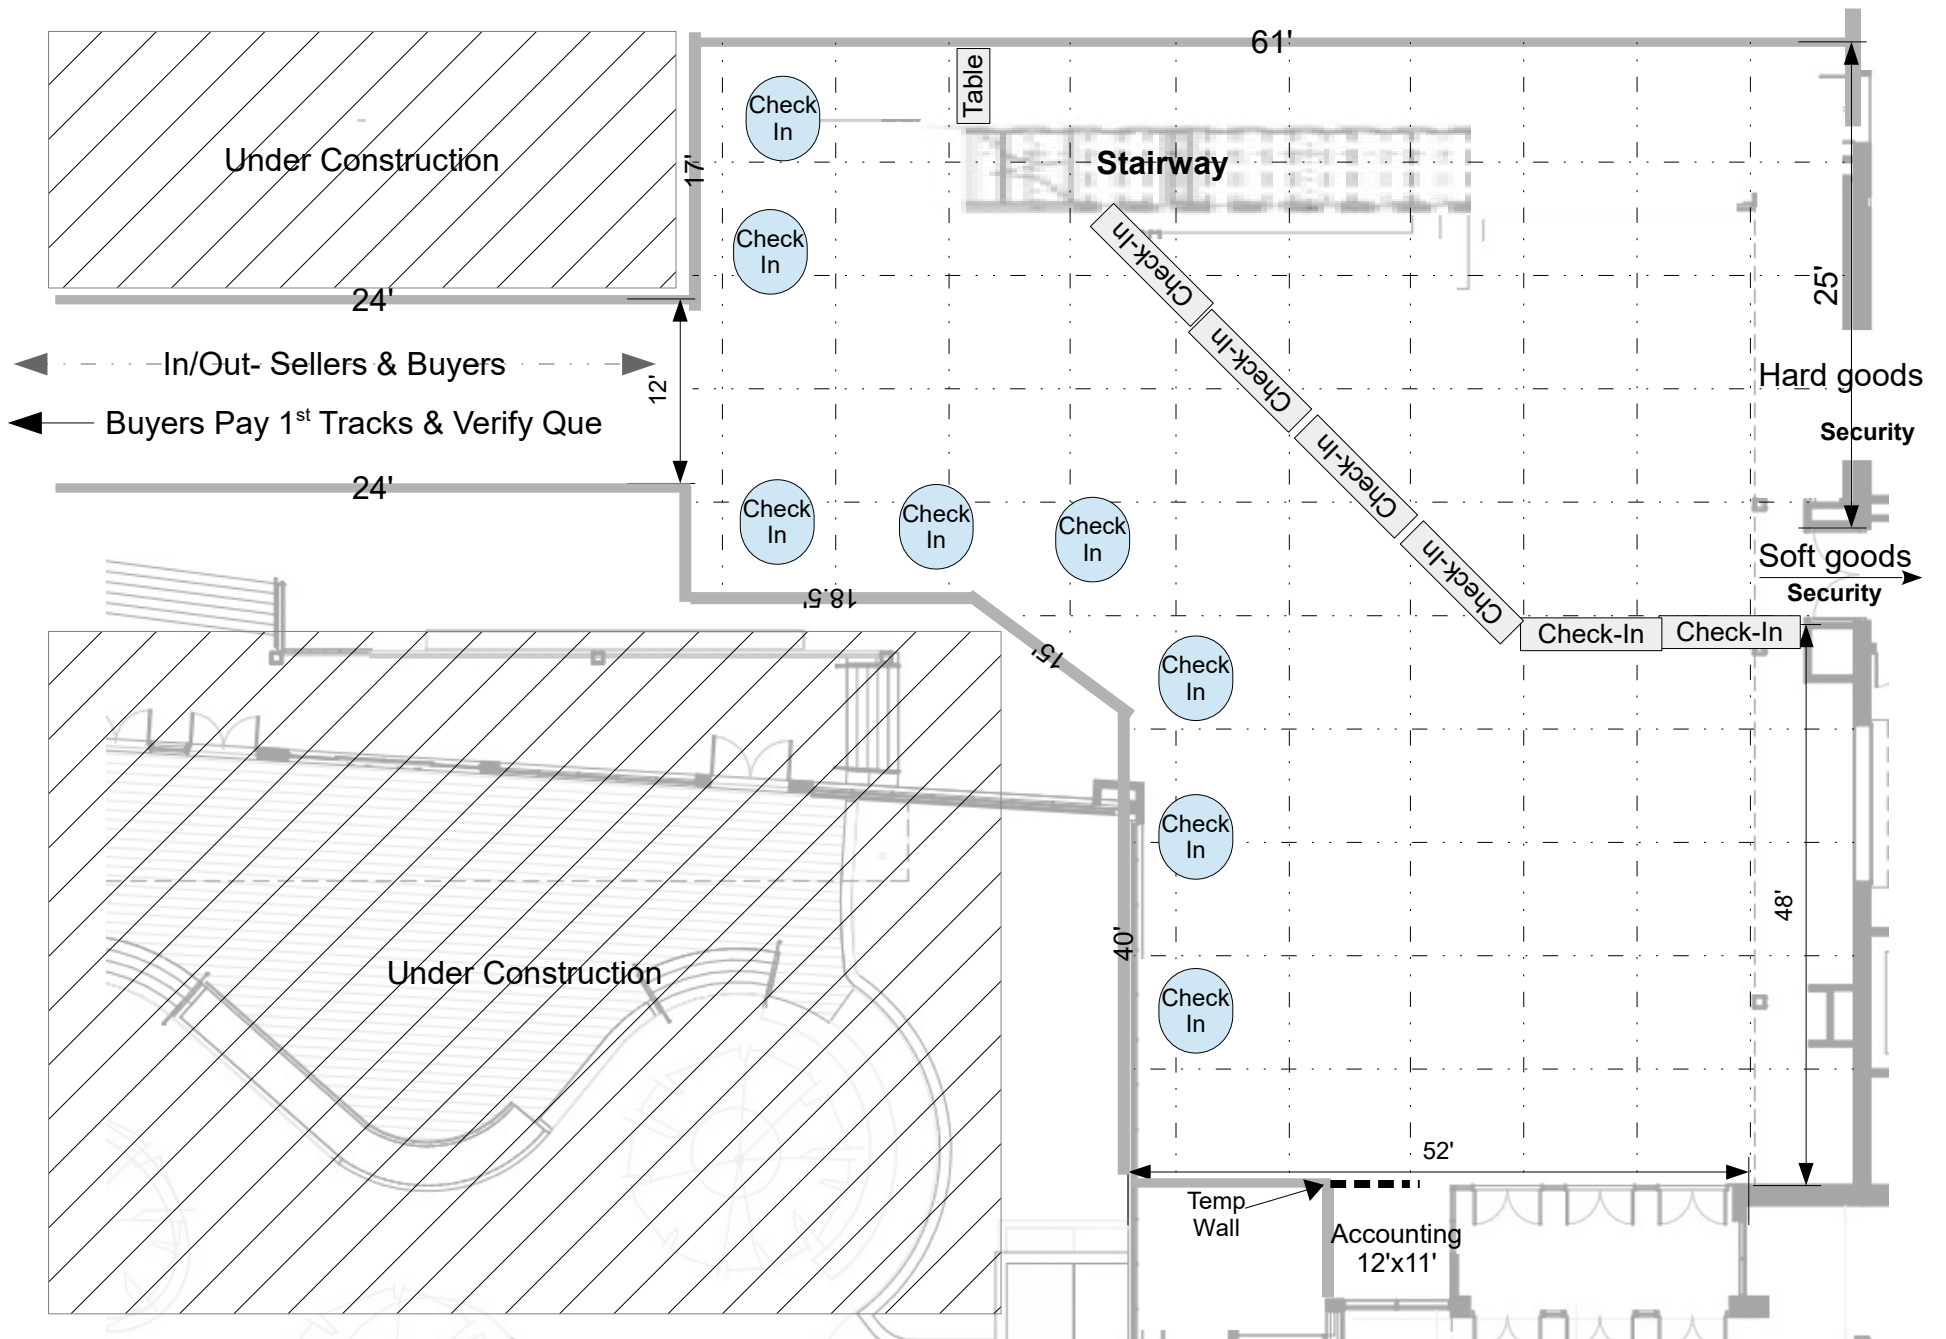 61'
Table
Check
In
Under Construction
17'
Stairway
Check-In
Check
In
25'
24'
In/Out- Sellers & Buyers
12'
Check-In
Hard goods
Buyers Pay 1st Tracks & Verify Que
Security
24'
Check-In
Check
In
Check
In
Check
In
Soft goods
Security
Check-In
18.5'
Check-In
Check-In
15'
Check
In
Check
In
48'
40'
Under Construction
Check
In
52'
Temp
Wall
Accounting
12'x11'